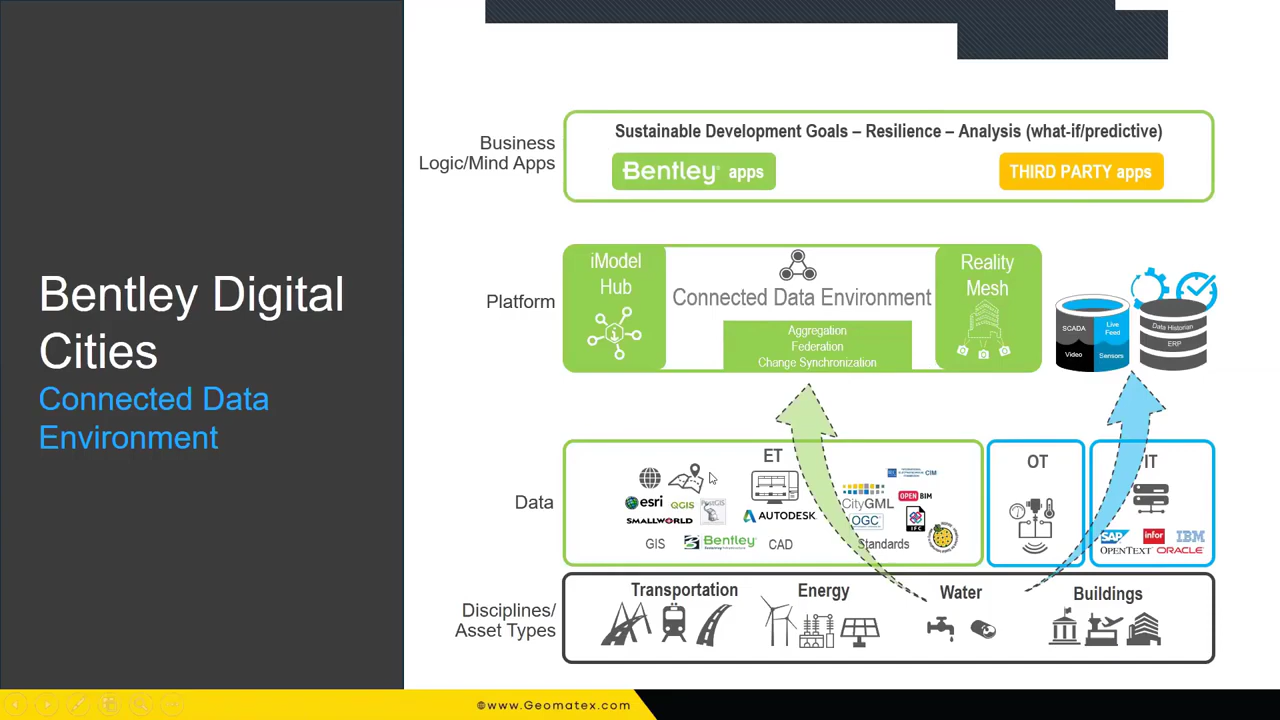 Bentley Digital
Cities
Connected Data
Environment
Business
Logic/Mind Apps
Sustainable Development Goals – Resilience – Analysis (what-if/predictive)
Bentley® apps
THIRD PARTY apps
Platform
iModel
Hub
Connected Data Environment
Aggregation
Federation
Change Synchronization
Reality
Mesh
SCADA
Live
Feed
Video
Sensors
Data Historian
ERP
Data
ET
esri
QGIS
PostGIS
SMALLWORLD
GIS
Bentley
AUTODESK
CAD
CIM
CityGML
OPEN BIM
OGC
IFC
Standards
OT
IT
SAP
infor
IBM
OPENTEXT
ORACLE
Disciplines/
Asset Types
Transportation
Energy
Water
Buildings
©www.Geomatex.com